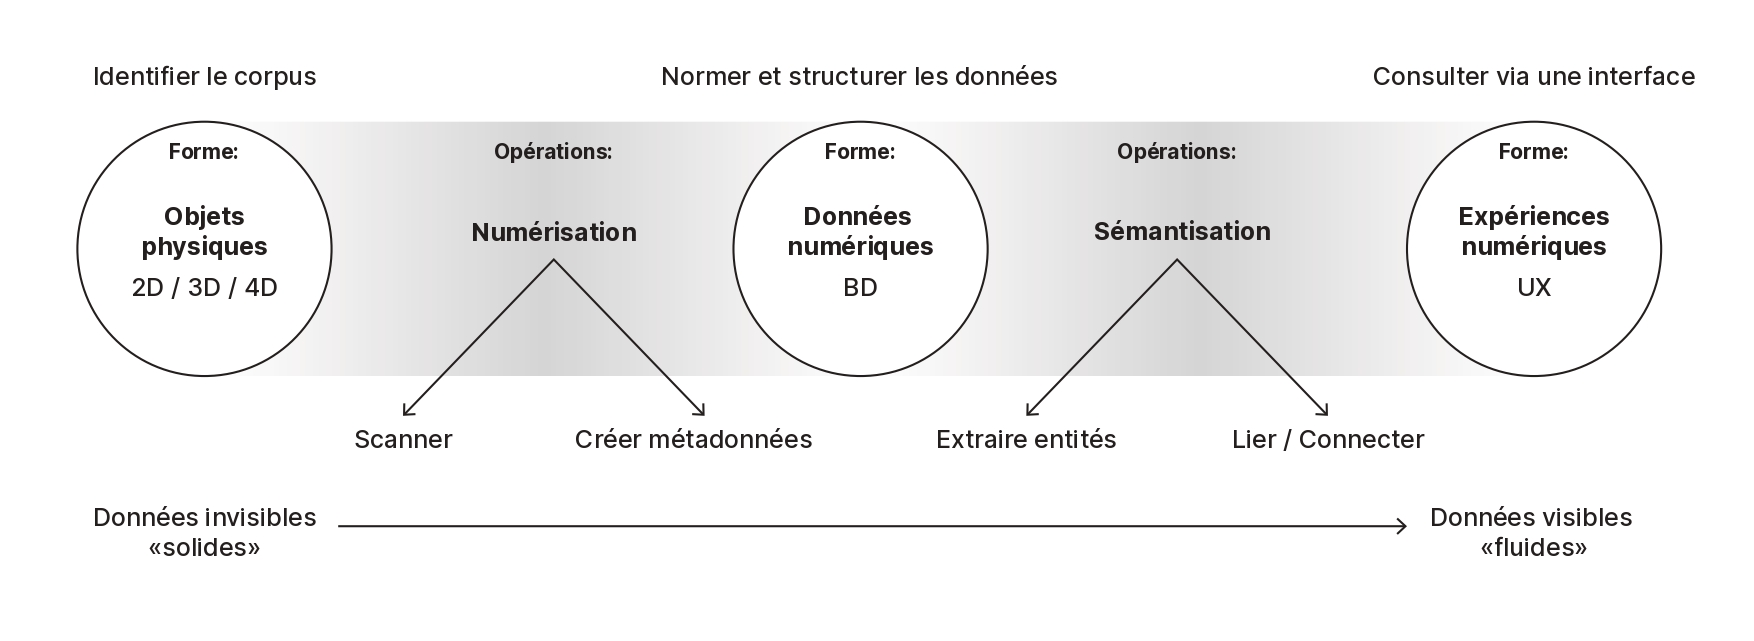 Identifier le corpus
Normer et structurer les données
Consulter via une interface
Forme:
Objets
physiques
2D / 3D / 4D
Opérations:
Numérisation
Forme:
Données
numériques
BD
Opérations:
Sémantisation
Forme:
Expériences
numériques
UX
Scanner
Créer métadonnées
Extraire entités
Lier / Connecter
Données invisibles
«solides»
Données visibles
«fluides»